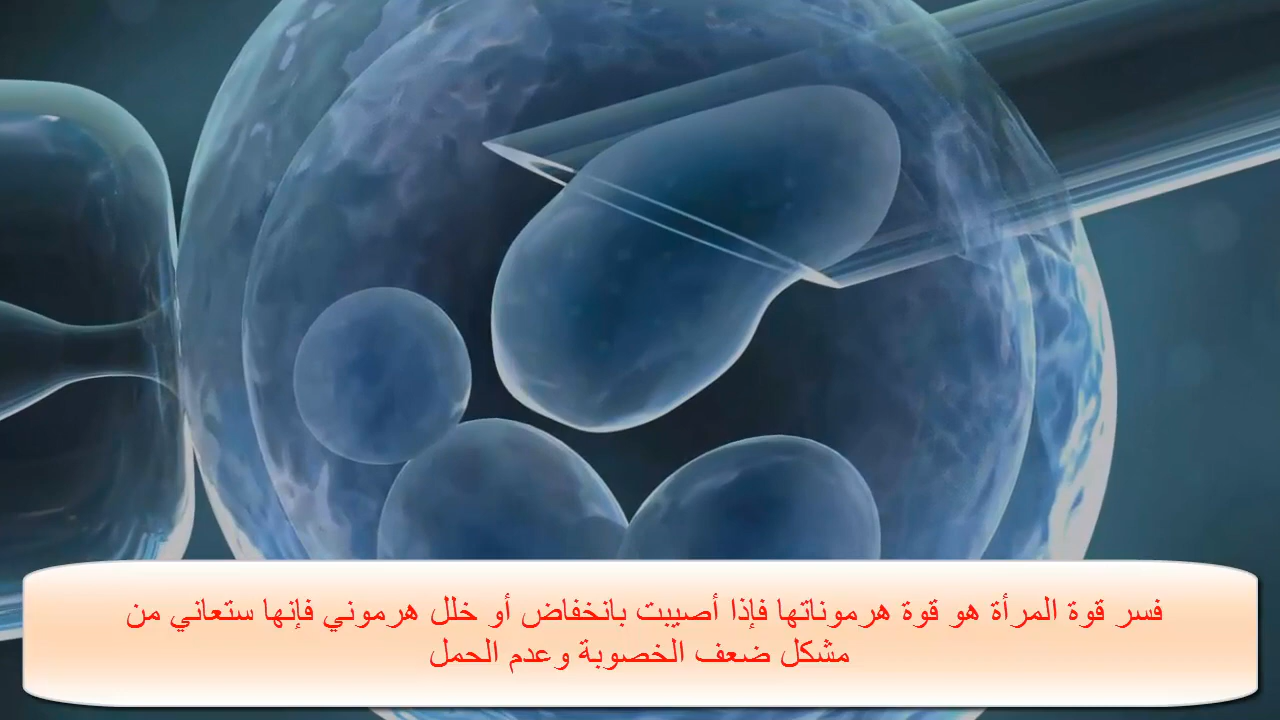 فسر قوة المرأة هو قوة هرموناتها فإذا أصيبت بانخفاض أو خلل هرموني فإنها ستعاني من
مشكل ضعف الخصوبة وعدم الحمل